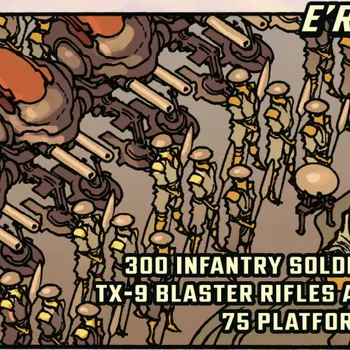 E'R
300 INFANTRY SOLD
TX-9 BLASTER RIFLES A
75 PLATFOR